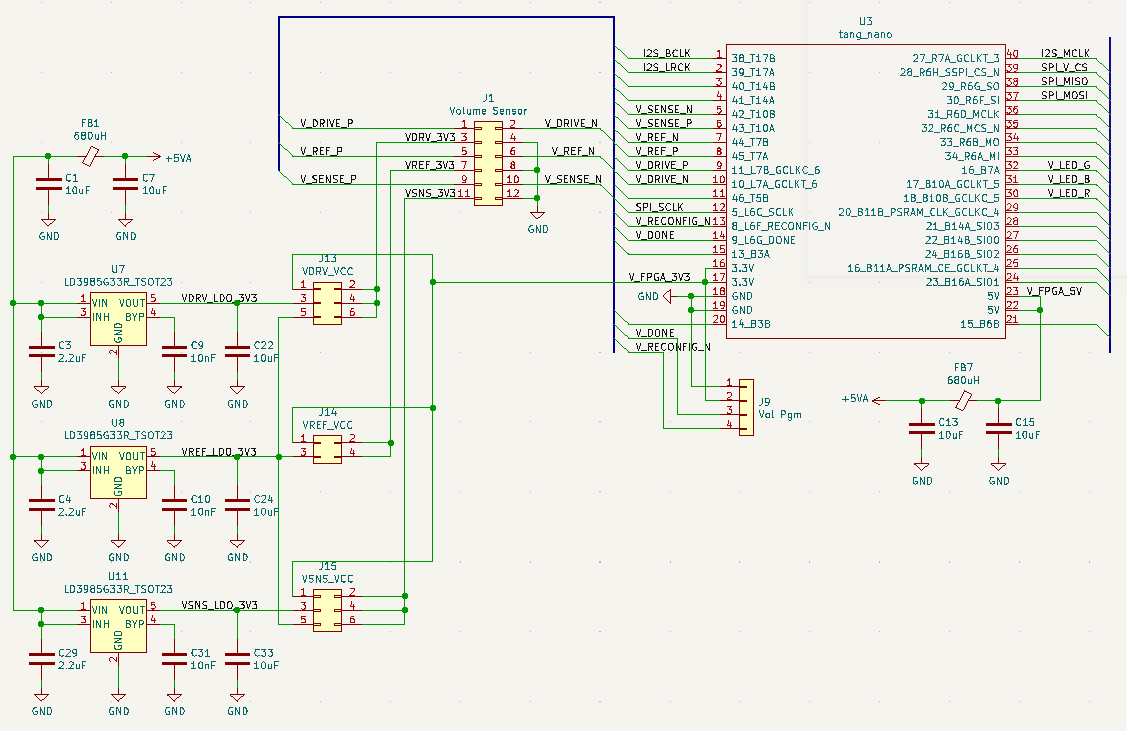 U3
tang_nano
J1
Volume Sensor
V_DRIVE_P 1 2 V_DRIVE_N
VDRV_3V3 3 4
V_REF_P 5 6 V_REF_N
VREF_3V3 7 8
V_SENSE_P 9 10 V_SENSE_N
VSNS_3V3 11 12
GND
I2S_BCLK 1 38_T17B 27_R7A_GCLKT_3 40 I2S_MCLK
I2S_LRCK 2 39_T17A 28_R6H_SSPI_CS_N 39 SPI_V_CS
3 40_T14B 29_R6G_SO 38 SPI_MISO
4 41_T14A 30_R6F_SI 37 SPI_MOSI
V_SENSE_N 5 42_T10B 31_R6D_MCLK 36
V_SENSE_P 6 43_T10A 32_R6C_MCS_N 35
V_REF_N 7 44_T7B 33_R6B_MO 34
V_REF_P 8 45_T7A 34_R6A_MI 33
V_DRIVE_P 9 11_L7B_GCLKC_6 16_B7A 32 V_LED_G
V_DRIVE_N 10 10_L7A_GCLKT_6 17_B10A_GCLKT_5 31 V_LED_B
11 46_T5B 18_B10B_GCLKC_5 30 V_LED_R
SPI_SCLK 12 5_L6C_SCLK 20_B11B_PSRAM_CLK_GCLKC_4 29
V_RECONFIG_N 13 8_L6F_RECONFIG_N 21_B14A_SIO3 28
V_DONE 14 9_L6G_DONE 22_B14B_SIO0 27
15 13_B3A 24_B16B_SIO2 26
16 3.3V 16_B11A_PSRAM_CE_GCLKT_4 25
V_FPGA_3V3 17 3.3V 23_B16A_SIO1 24
GND 18 GND 5V 23 V_FPGA_5V
19 GND 5V 22
20 14_B3B 15_B6B 21
V_DONE
V_RECONFIG_N
1
2
3
4
J9
Vol Pgm
FB1
680uH
+5VA
C1
10uF
C7
10uF
GND GND
U7
LD3985G33R_TSOT23
1 VIN VOUT 5 VDRV_LDO_3V3
3 INH BYP 4
GND
2
C3
2.2uF
C9
10nF
C22
10uF
GND GND GND GND
J13
VDRV_VCC
1 2
3 4
5 6
U8
LD3985G33R_TSOT23
1 VIN VOUT 5 VREF_LDO_3V3
3 INH BYP 4
GND
2
C4
2.2uF
C10
10nF
C24
10uF
GND GND GND GND
J14
VREF_VCC
1 2
3 4
U11
LD3985G33R_TSOT23
1 VIN VOUT 5 VSNS_LDO_3V3
3 INH BYP 4
GND
2
C29
2.2uF
C31
10nF
C33
10uF
GND GND GND GND
J15
VSNS_VCC
1 2
3 4
5 6
FB7
680uH
+5VA
C13
10uF
C15
10uF
GND GND